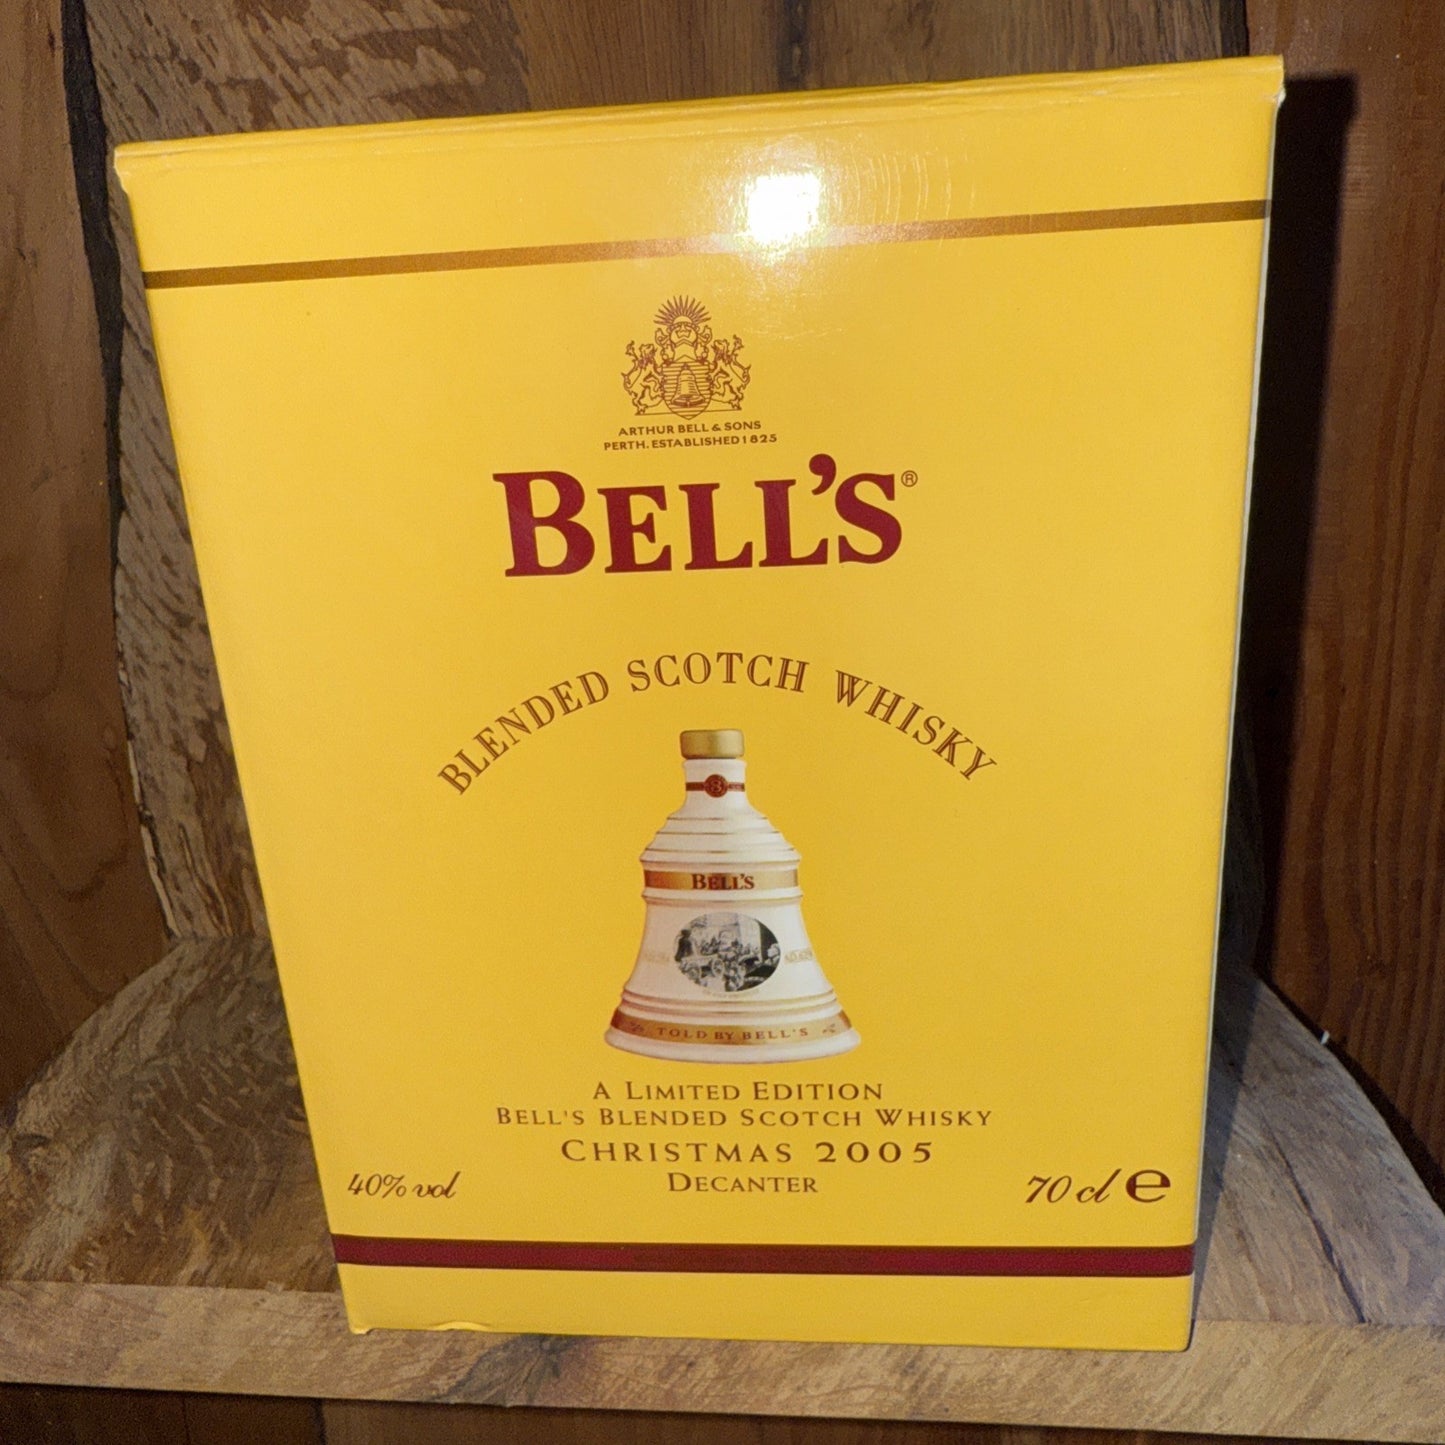 ARTHUR BELL & SONS
PERTH. ESTABLISHED 1825
BELL'S®
BLENDED SCOTCH WHISKY
8
BELL'S
TOLD BY BELL'S
A LIMITED EDITION
BELL'S BLENDED SCOTCH WHISKY
CHRISTMAS 2005
DECANTER
40% vol
70 cl e